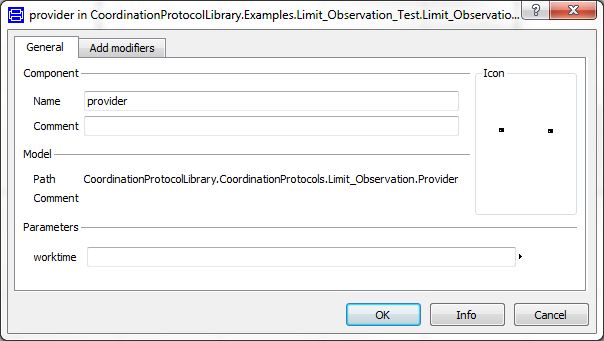 provider in CoordinationProtocolLibrary.Examples.Limit_Observation_Test.Limit_Observatio...
?
General
Add modifiers
Component
Icon
Name
provider
Comment
Model
Path
CoordinationProtocolLibrary.CoordinationProtocols.Limit_Observation.Provider
Comment
Parameters
worktime
OK
Info
Cancel